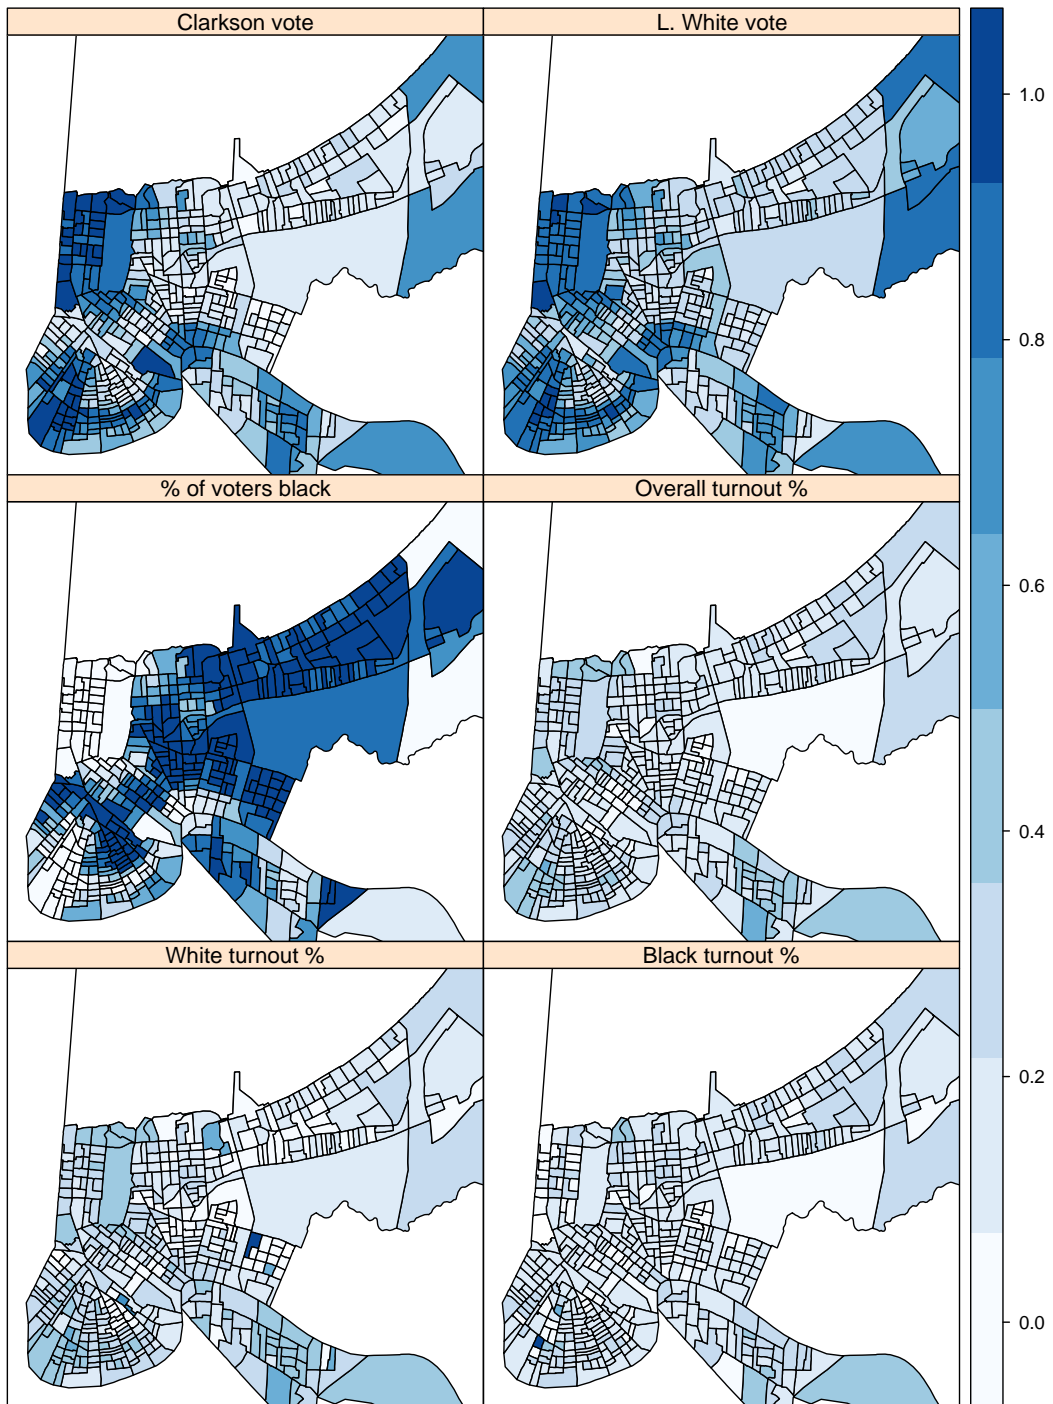 Clarkson vote
L. White vote
1.0
0.8
% of voters black
Overall turnout %
0.6
0.4
White turnout %
Black turnout %
0.2
0.0